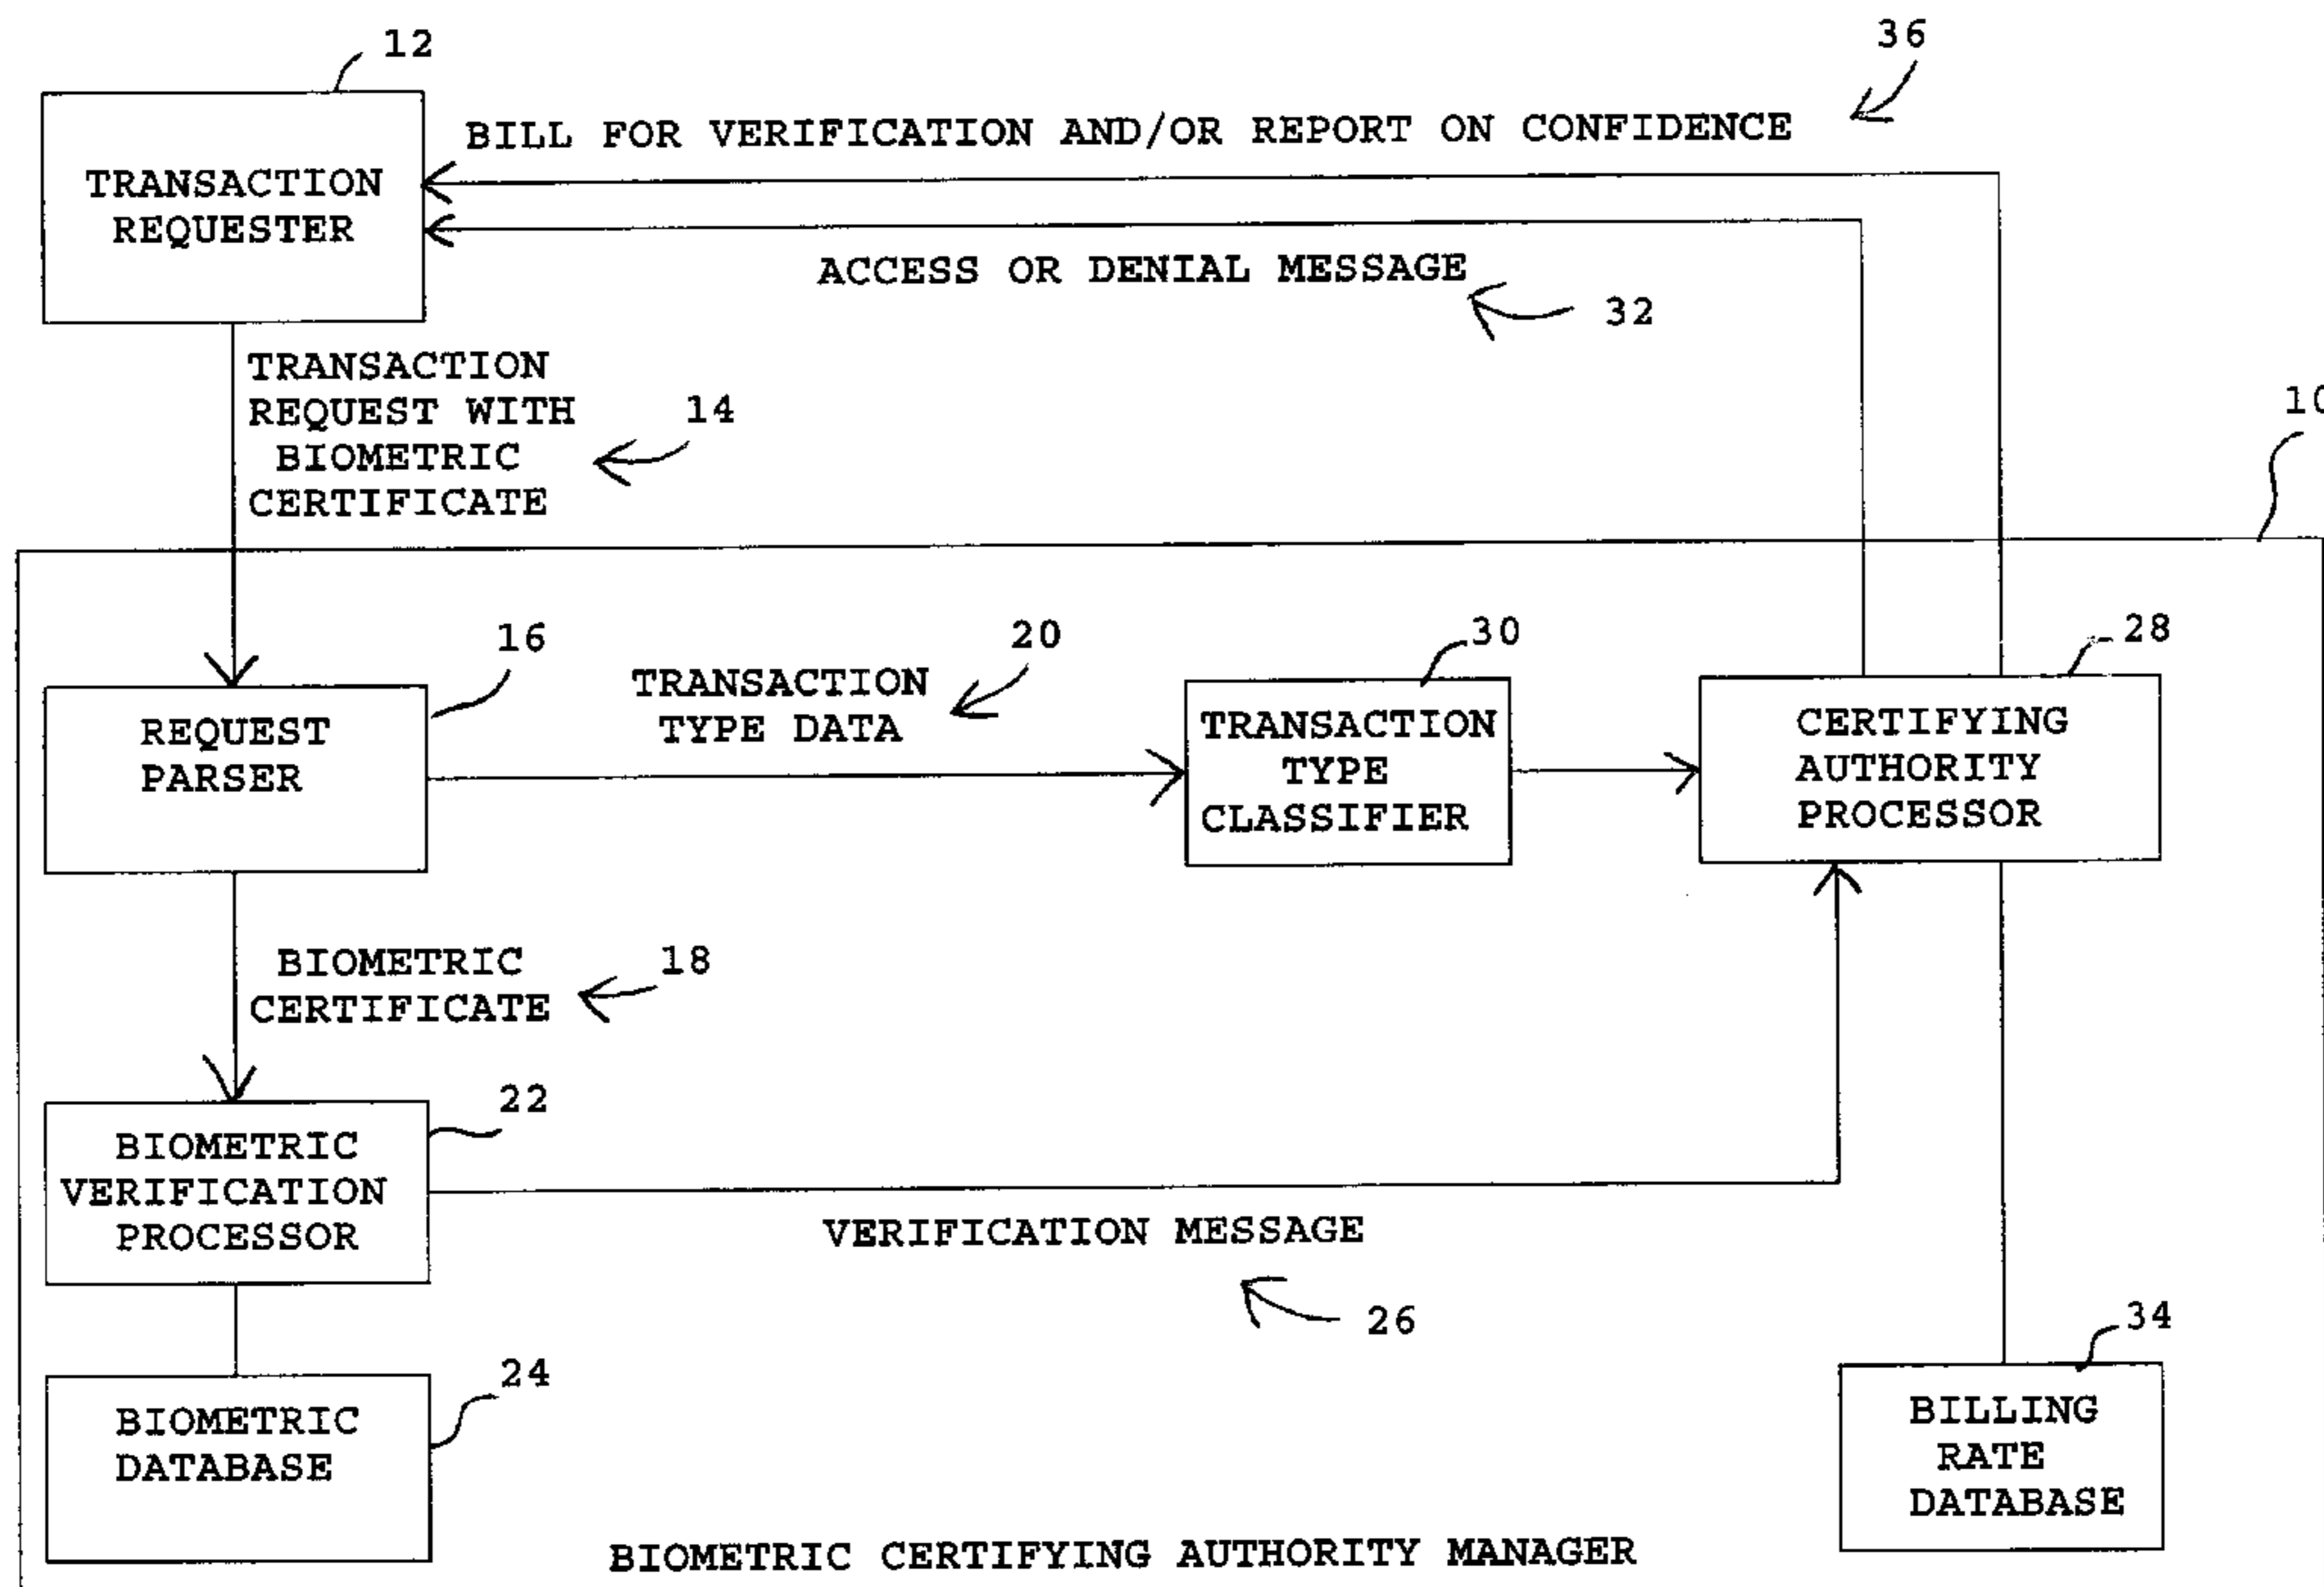 12
36
BILL FOR VERIFICATION AND/OR REPORT ON CONFIDENCE
TRANSACTION
REQUESTER
ACCESS OR DENIAL MESSAGE
32
TRANSACTION
REQUEST WITH
BIOMETRIC
CERTIFICATE
14
10
16
20
30
28
TRANSACTION
TYPE DATA
REQUEST
PARSER
TRANSACTION
TYPE
CLASSIFIER
CERTIFYING
AUTHORITY
PROCESSOR
BIOMETRIC
CERTIFICATE
18
22
BIOMETRIC
VERIFICATION
PROCESSOR
VERIFICATION MESSAGE
26
24
BIOMETRIC
DATABASE
34
BILLING
RATE
DATABASE
BIOMETRIC CERTIFYING AUTHORITY MANAGER